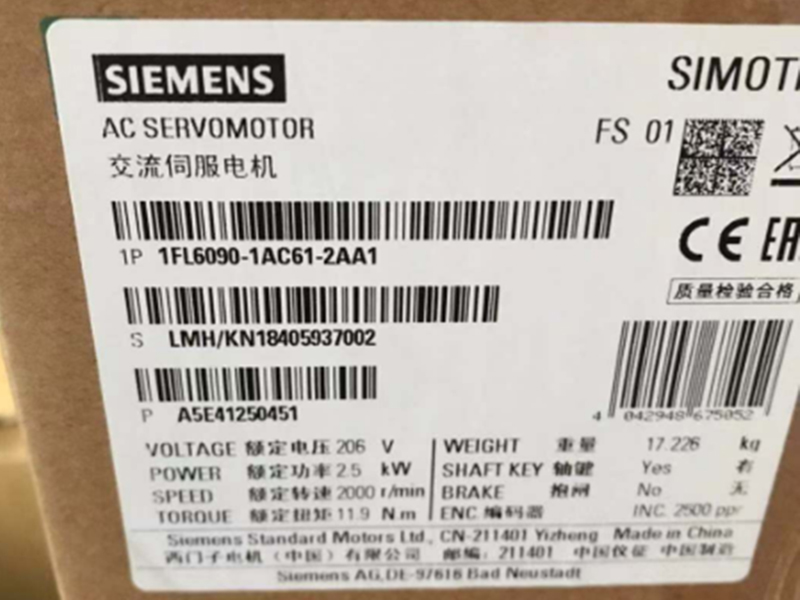 SIEMENS
SIMOT
AC SERVOMOTOR
FS 01
交流伺服电机
CE EAC
1P 1FL6090-1AC61-2AA1
质量检验合格
S LMH/KN18405937002
P A5E41250451
4 042948 675052
VOLTAGE 额定电压 206 V
WEIGHT 重量 17.226 kg
POWER 额定功率 2.5 kW
SHAFT KEY 轴键 Yes 有
SPEED 额定转速 2000 r/min
BRAKE 抱闸 No 无
TORQUE 额定扭矩 11.9 N m
ENC 编码器 INC. 2500 ppr
Siemens Standard Motors Ltd., CN-211401 Yizheng Made in China
西门子电机（中国）有限公司 邮编: 211401 中国仪征 中国制造
Siemens AG,DE-97616 Bad Neustadt